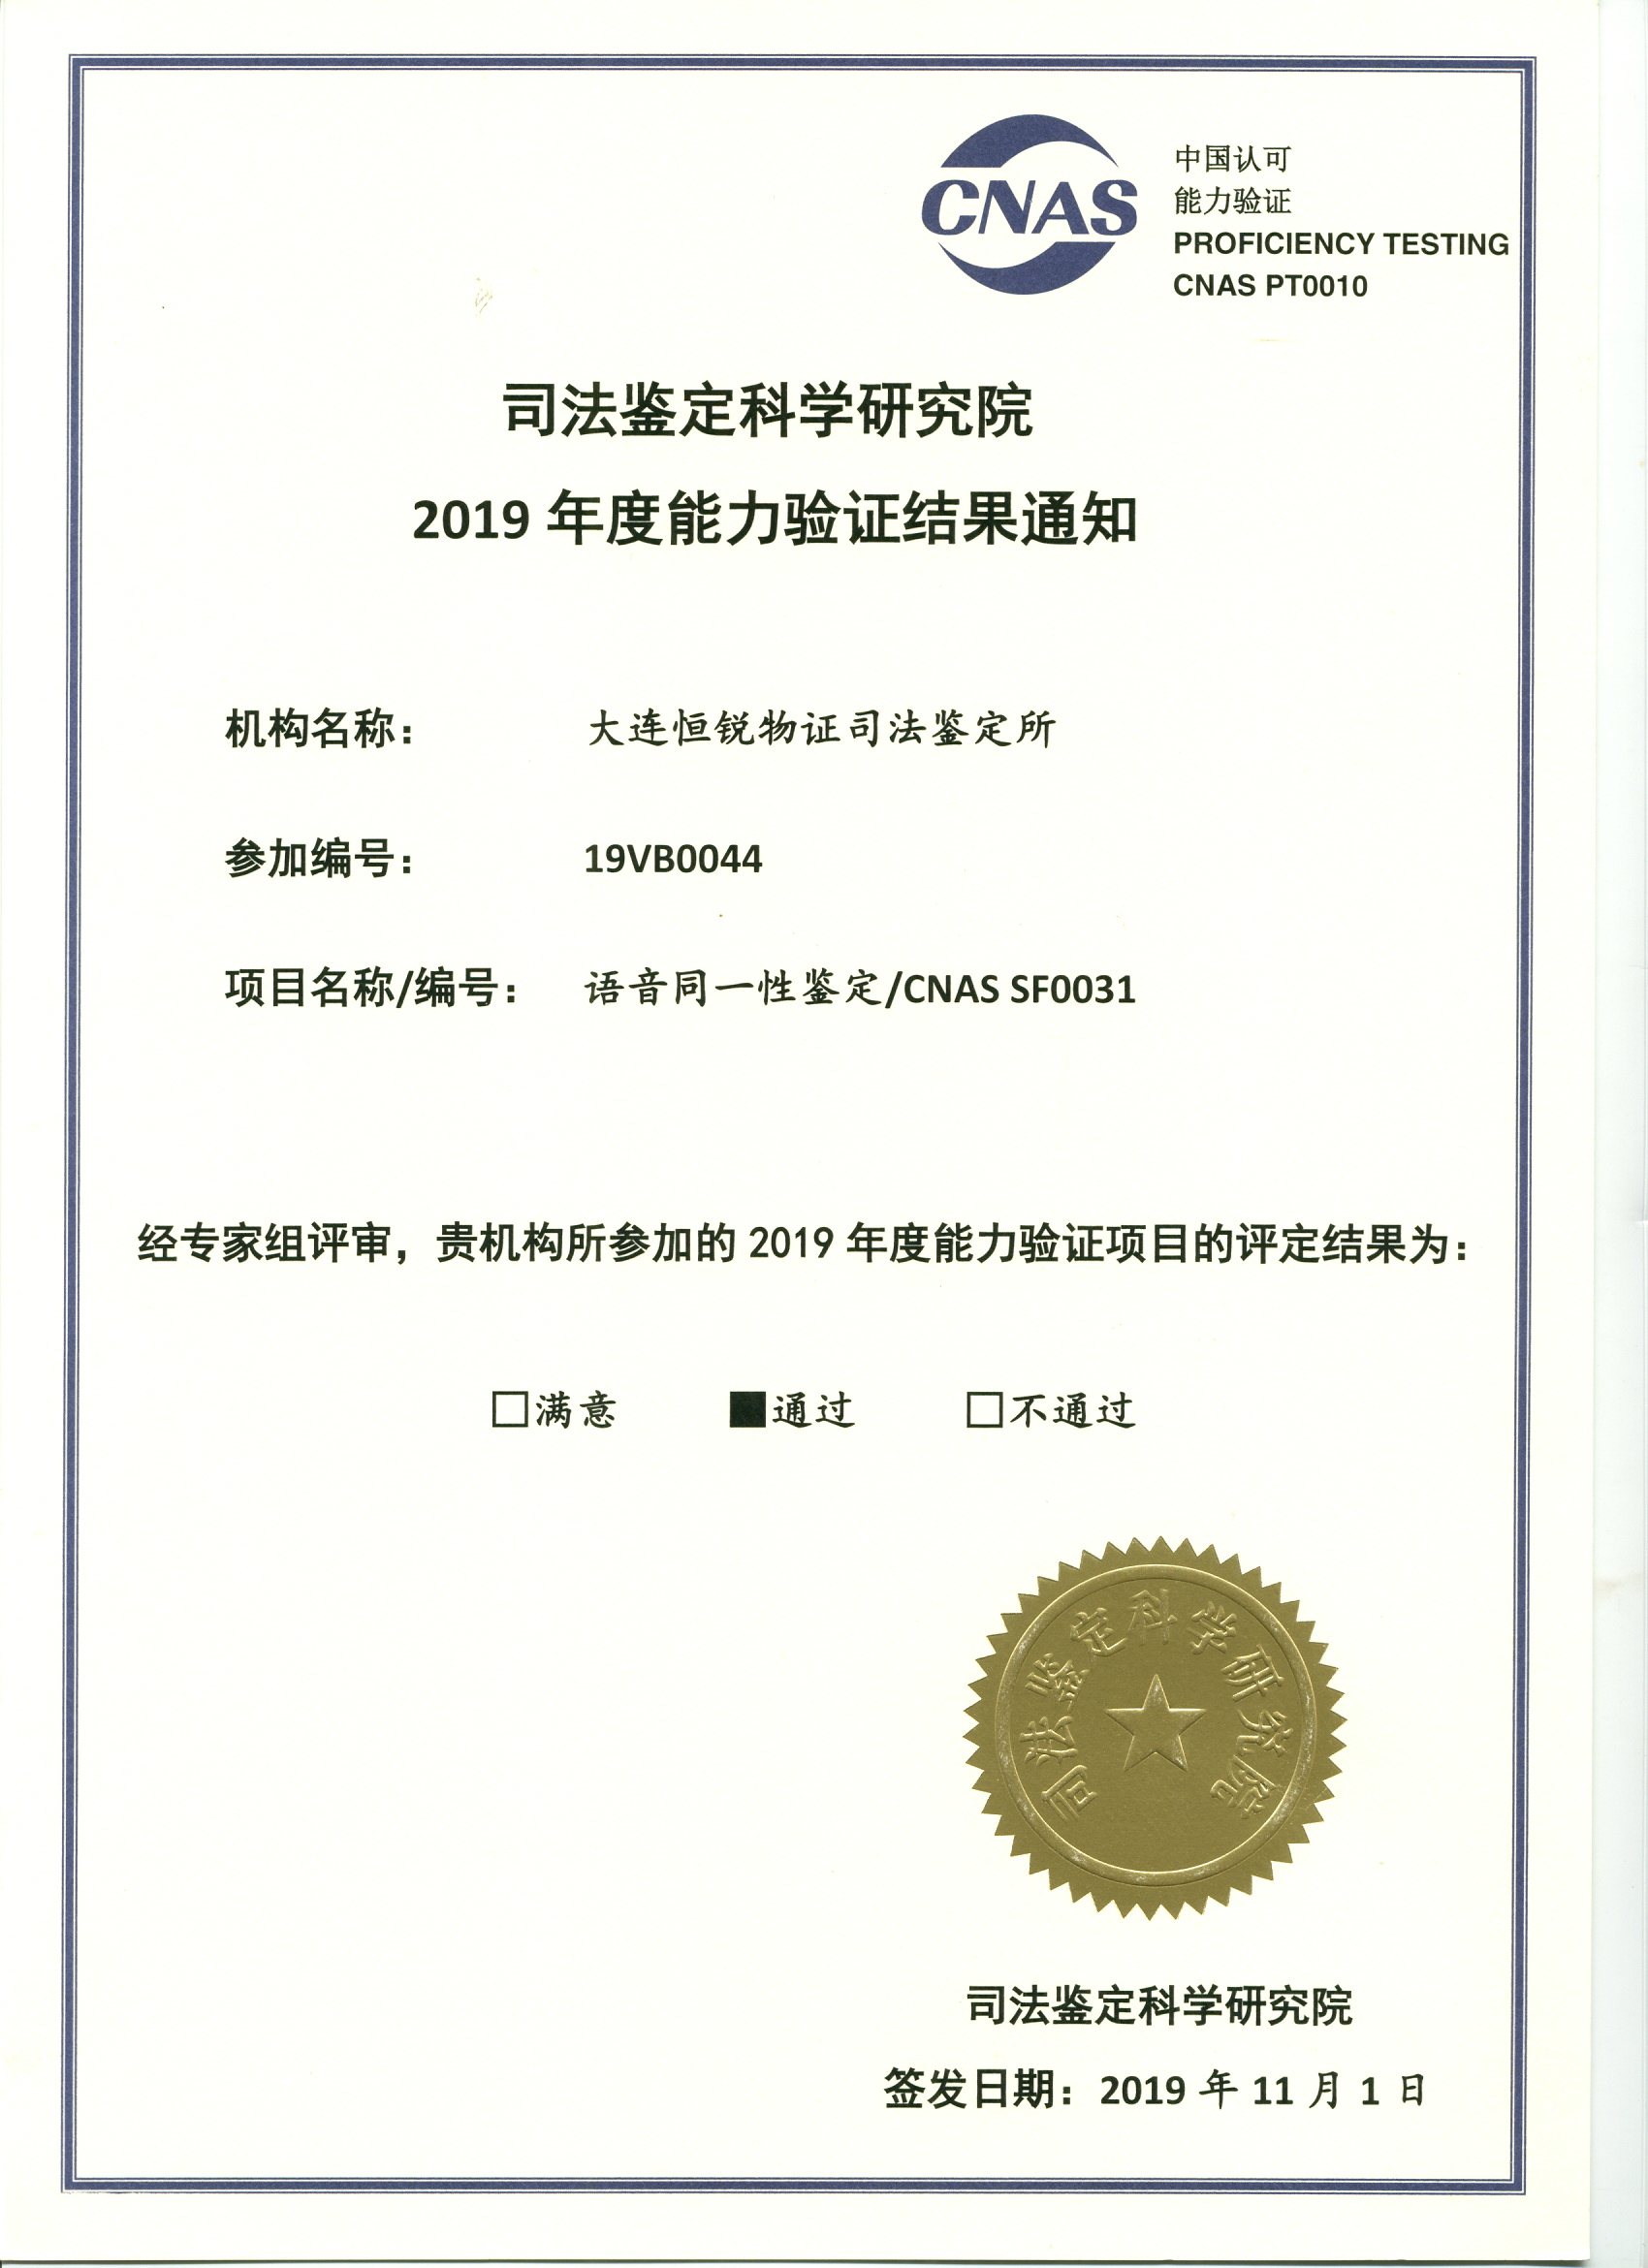 CNAS
中国认可
能力验证
PROFICIENCY TESTING
CNAS PT0010
司法鉴定科学研究院
2019 年度能力验证结果通知
机构名称： 大连恒锐物证司法鉴定所
参加编号： 19VB0044
项目名称/编号： 语音同一性鉴定/CNAS SF0031
经专家组评审，贵机构所参加的 2019 年度能力验证项目的评定结果为：
□满意 ■通过 □不通过
司法鉴定科学研究院
司法鉴定科学研究院
签发日期：2019 年 11 月 1 日